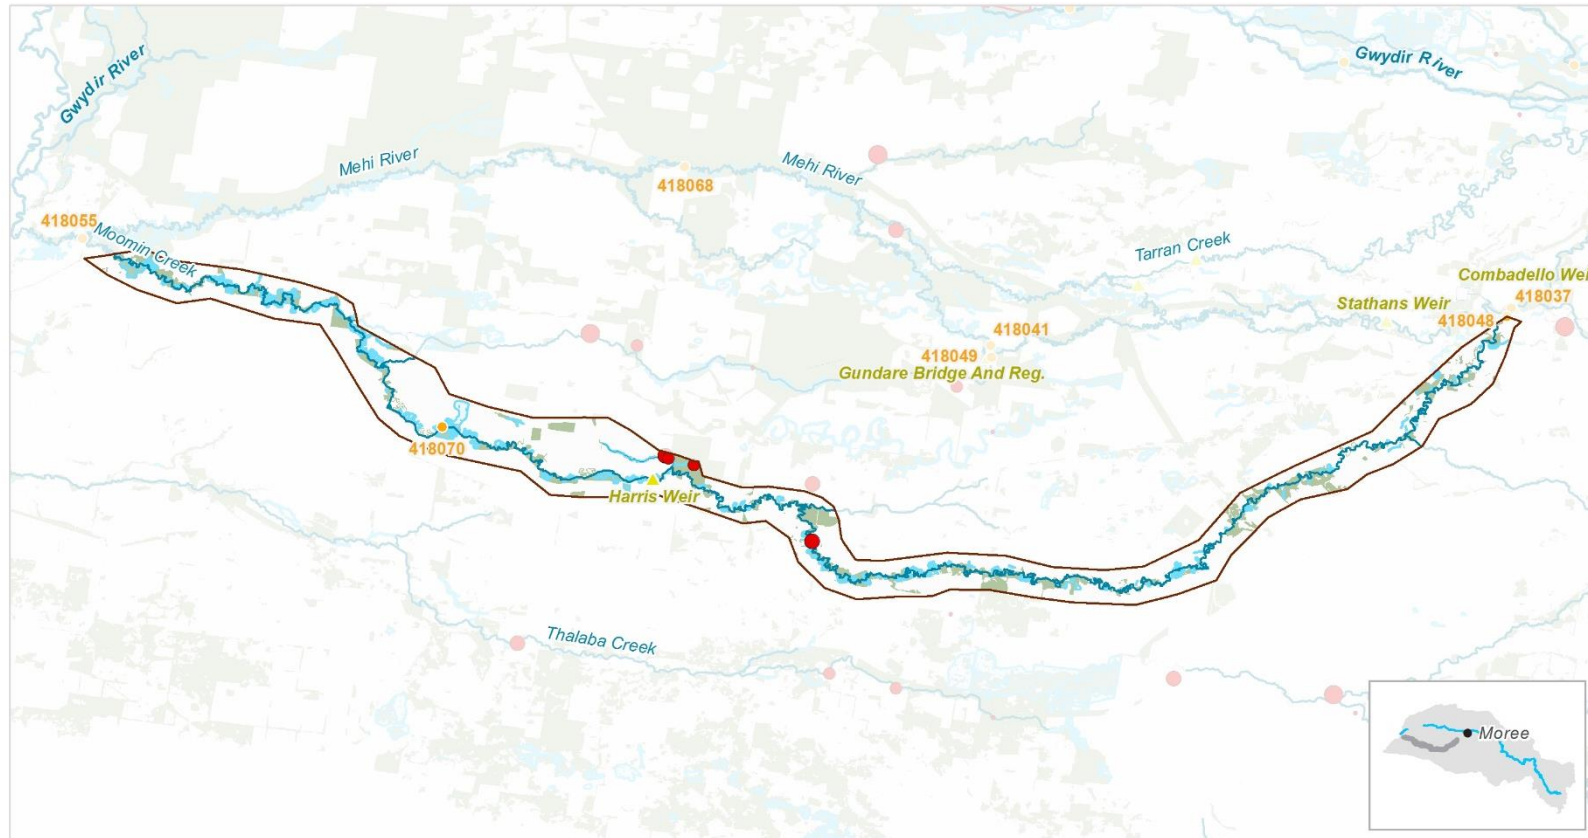 Gwydir River
Gwydir River
Mehi River
Mehi River
418068
418055
Moomin Creek
Tarran Creek
Combadello Wei
418037
Stathans Weir
418048
418041
418049
Gundare Bridge And Reg.
418070
Harris Weir
Thalaba Creek
Moree